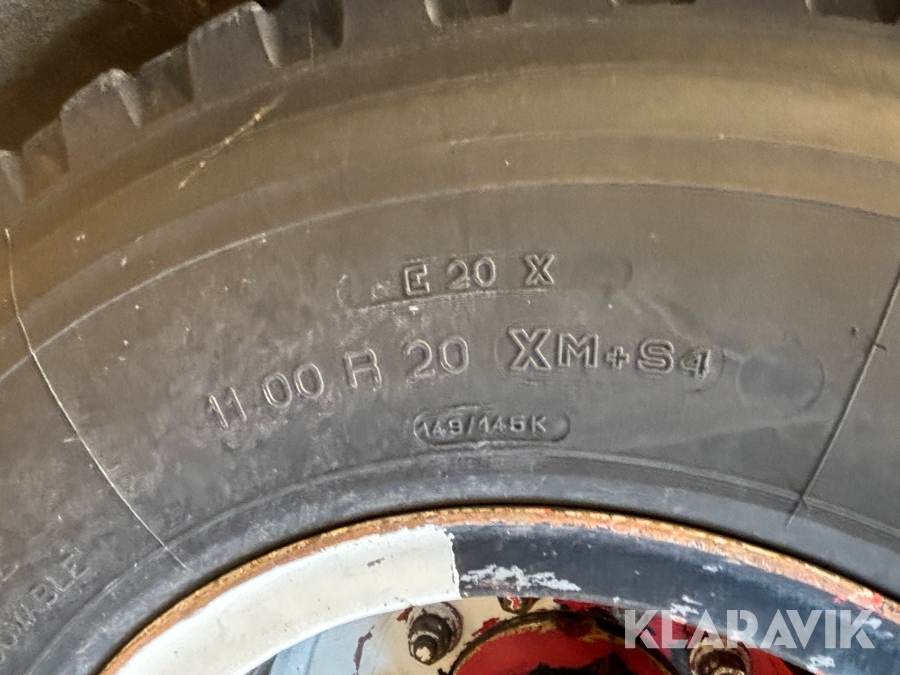 E 20 X
11 00 R 20 XM+S4
149/145K
KLARAVIK